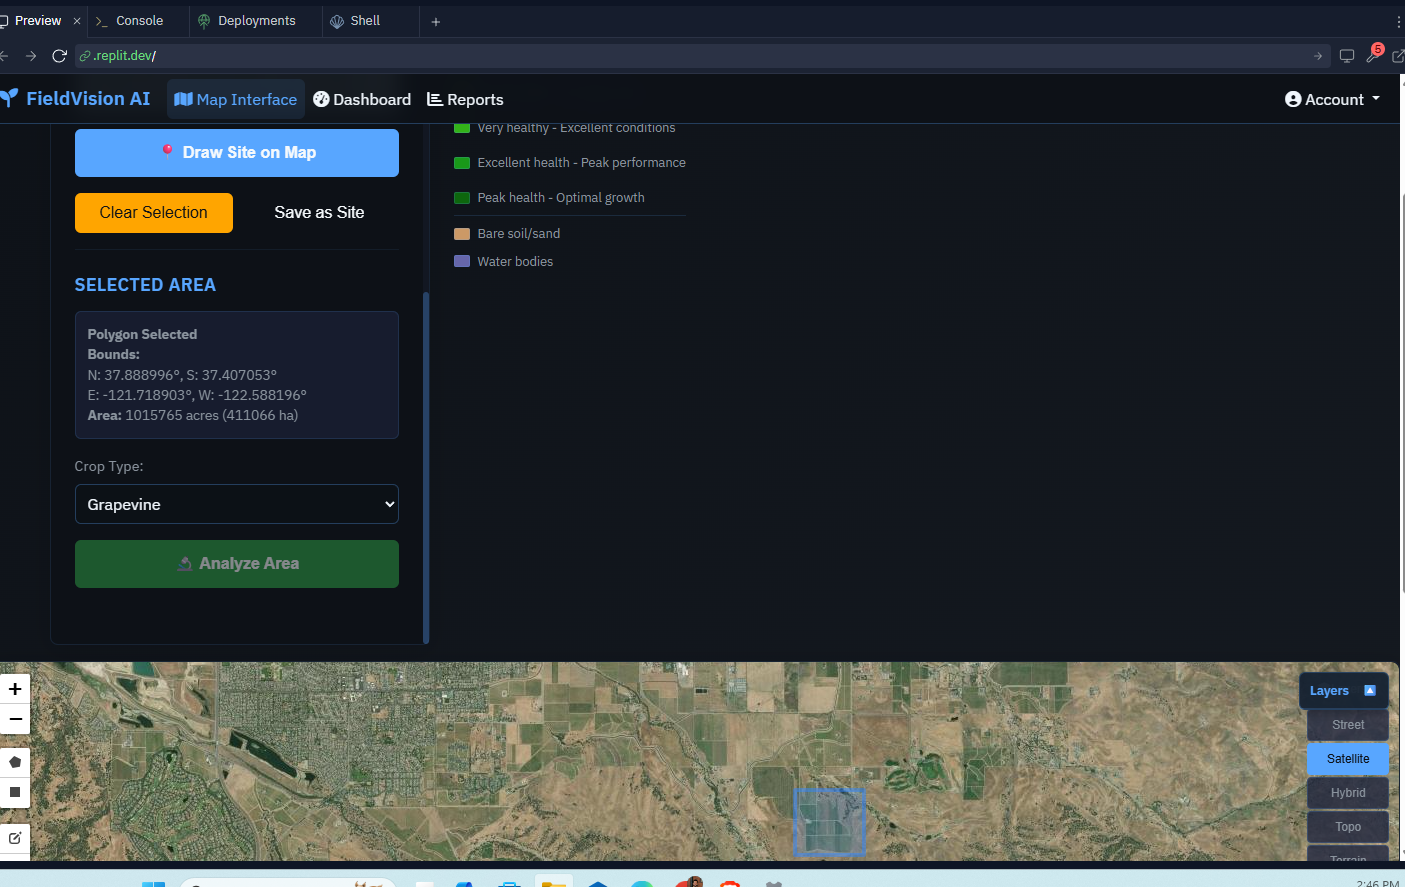 Preview
Console
Deployments
Shell
.replit.dev/
5
FieldVision AI
Map Interface
Dashboard
Reports
Account
Draw Site on Map
Clear Selection
Save as Site
SELECTED AREA
Polygon Selected
Bounds:
N: 37.888996°, S: 37.407053°
E: -121.718903°, W: -122.588196°
Area: 1015765 acres (411066 ha)
Crop Type:
Grapevine
Analyze Area
Very healthy - Excellent conditions
Excellent health - Peak performance
Peak health - Optimal growth
Bare soil/sand
Water bodies
Layers
Street
Satellite
Hybrid
Topo
Terrain
2:46 PM